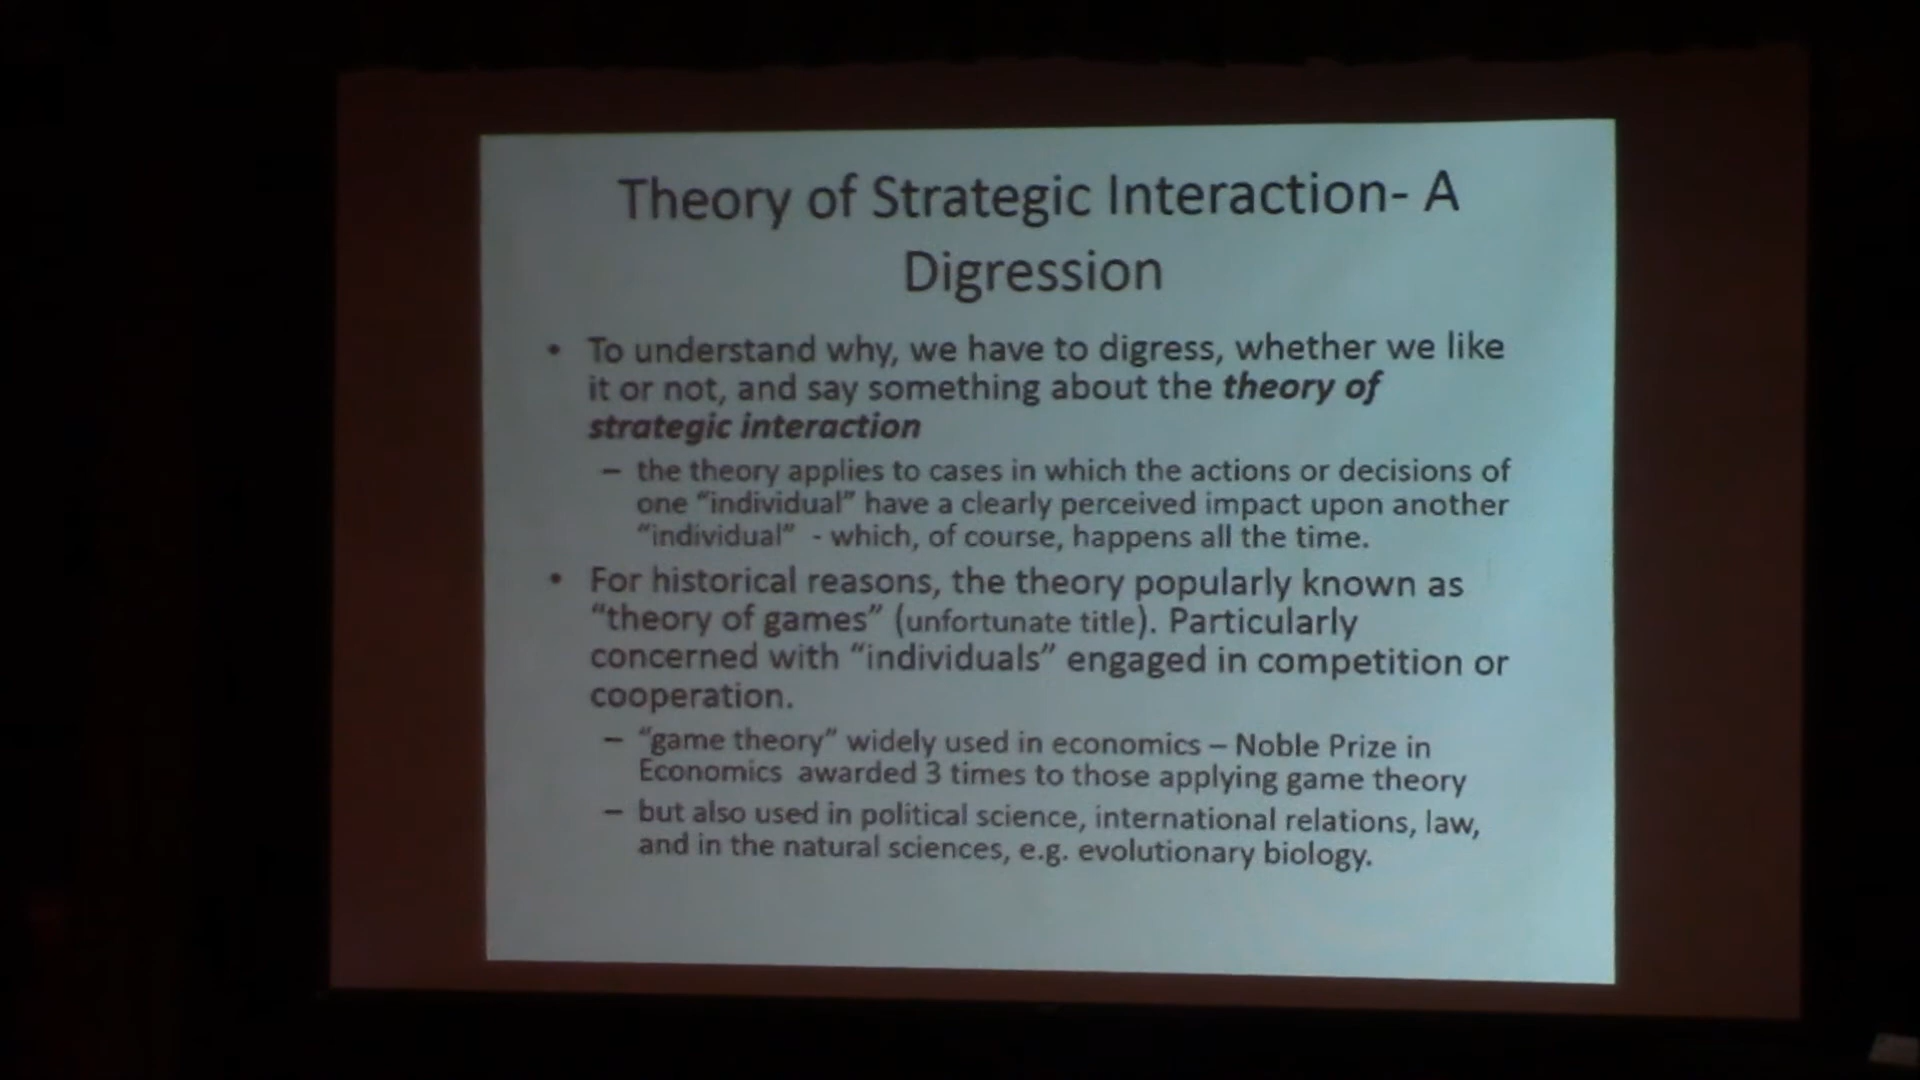 Theory of Strategic Interaction- A
Digression
• To understand why, we have to digress, whether we like
it or not, and say something about the theory of
strategic interaction
– the theory applies to cases in which the actions or decisions of
one “individual” have a clearly perceived impact upon another
“individual” - which, of course, happens all the time.
• For historical reasons, the theory popularly known as
“theory of games” (unfortunate title). Particularly
concerned with “individuals” engaged in competition or
cooperation.
– “game theory” widely used in economics – Noble Prize in
Economics awarded 3 times to those applying game theory
– but also used in political science, international relations, law,
and in the natural sciences, e.g. evolutionary biology.